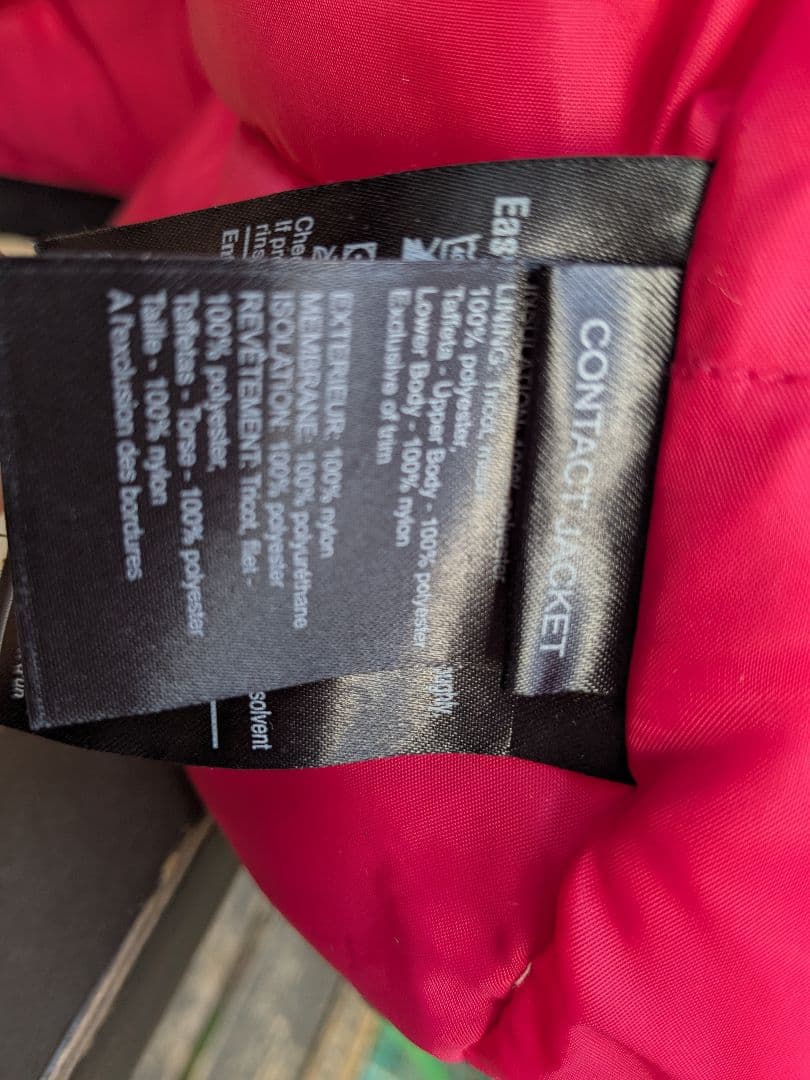 CONTACT JACKET
LINING: Tricot,
100% polyester,
Taffeta - Upper Body - 100% polyester
Lower Body - 100% nylon
Exclusive of trim
EXTERIEUR: 100% nylon
MEMBRANE: 100% polyuréthane
ISOLATION: 100% polyester
REVÊTEMENT: Tricot, filet -
100% polyester,
Taffetas - Torse - 100% polyester
Taille - 100% nylon
A l'exclusion des bordures
solvent